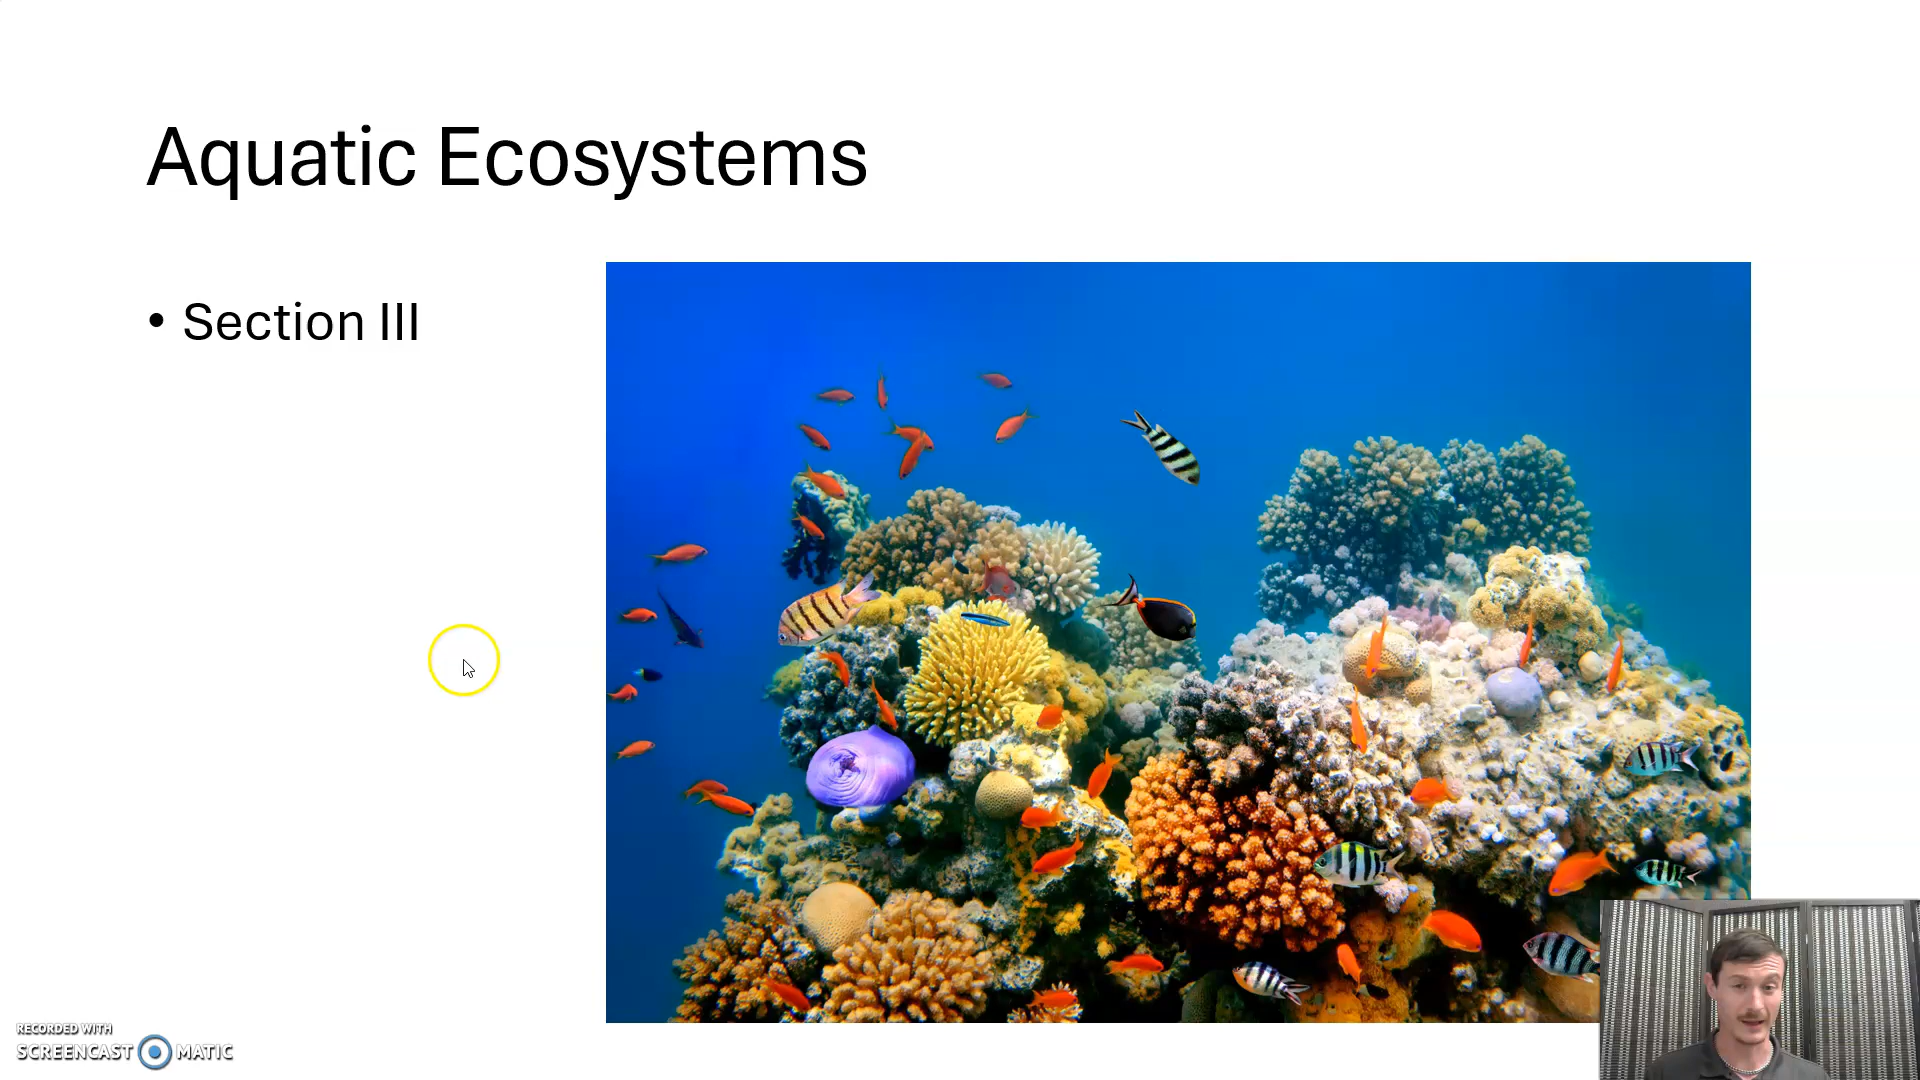 Aquatic Ecosystems
• Section III
RECORDED WITH
SCREENCAST MATIC